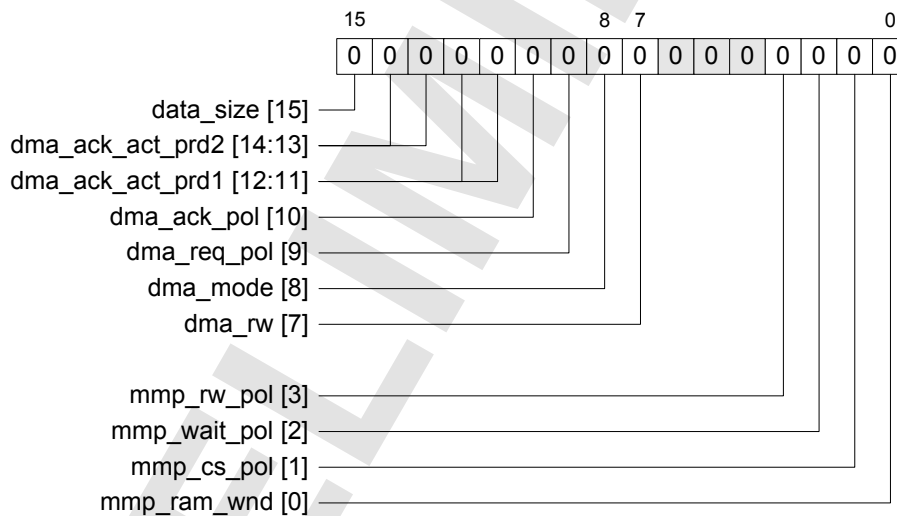 15 8 7 0
0 0 0 0 0 0 0 0 0 0 0 0 0 0 0 0
data_size [15]
dma_ack_act_prd2 [14:13]
dma_ack_act_prd1 [12:11]
dma_ack_pol [10]
dma_req_pol [9]
dma_mode [8]
dma_rw [7]
mmp_rw_pol [3]
mmp_wait_pol [2]
mmp_cs_pol [1]
mmp_ram_wnd [0]